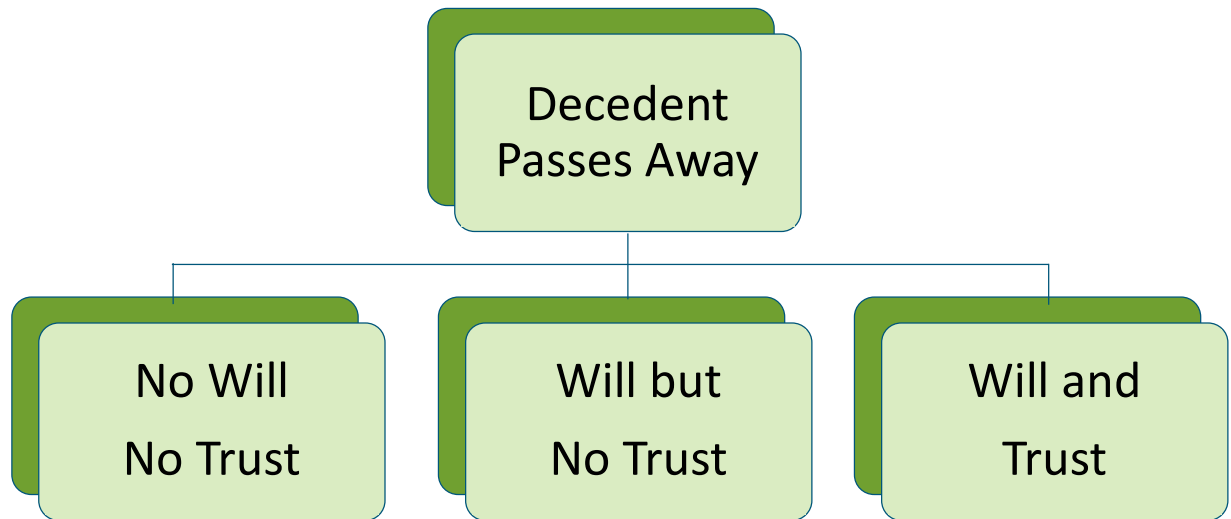 Decedent
Passes Away
No Will
No Trust
Will but
No Trust
Will and
Trust